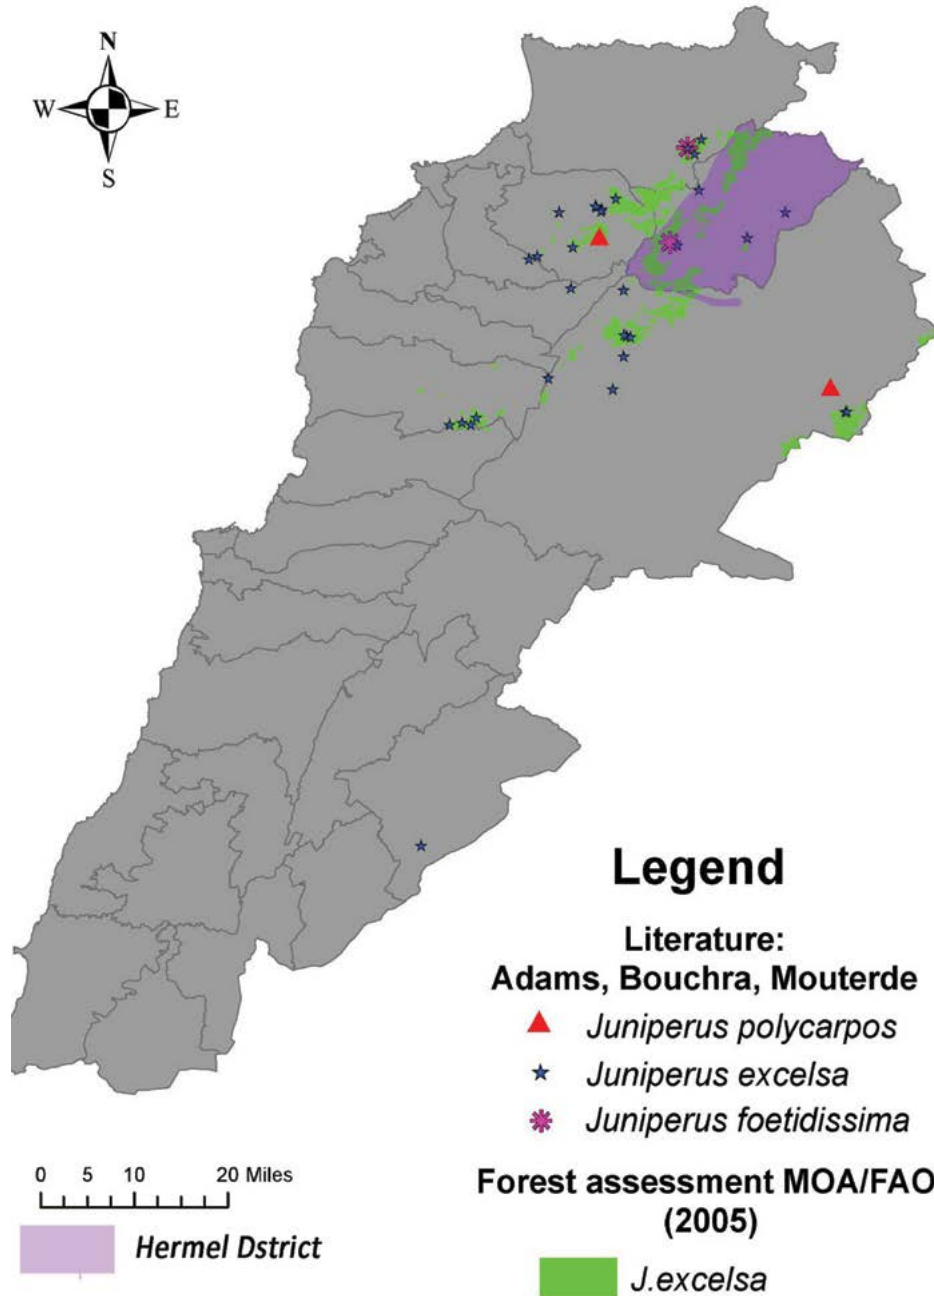 N
W E
S
Legend
Literature:
Adams, Bouchra, Mouterde
Juniperus polycarpos
Juniperus excelsa
Juniperus foetidissima
0 5 10 20 Miles
Hermel Dstrict
Forest assessment MOA/FAO
(2005)
J.excelsa